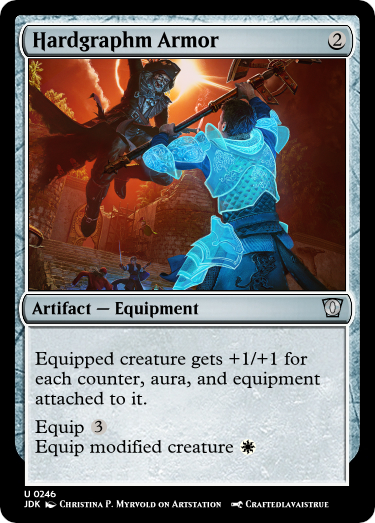 Hardgraphm Armor 2
Artifact — Equipment
Equipped creature gets +1/+1 for
each counter, aura, and equipment
attached to it.
Equip 3
Equip modified creature
U 0246
JDK Christina P. Myrvold on Artstation Craftedlavaistrue